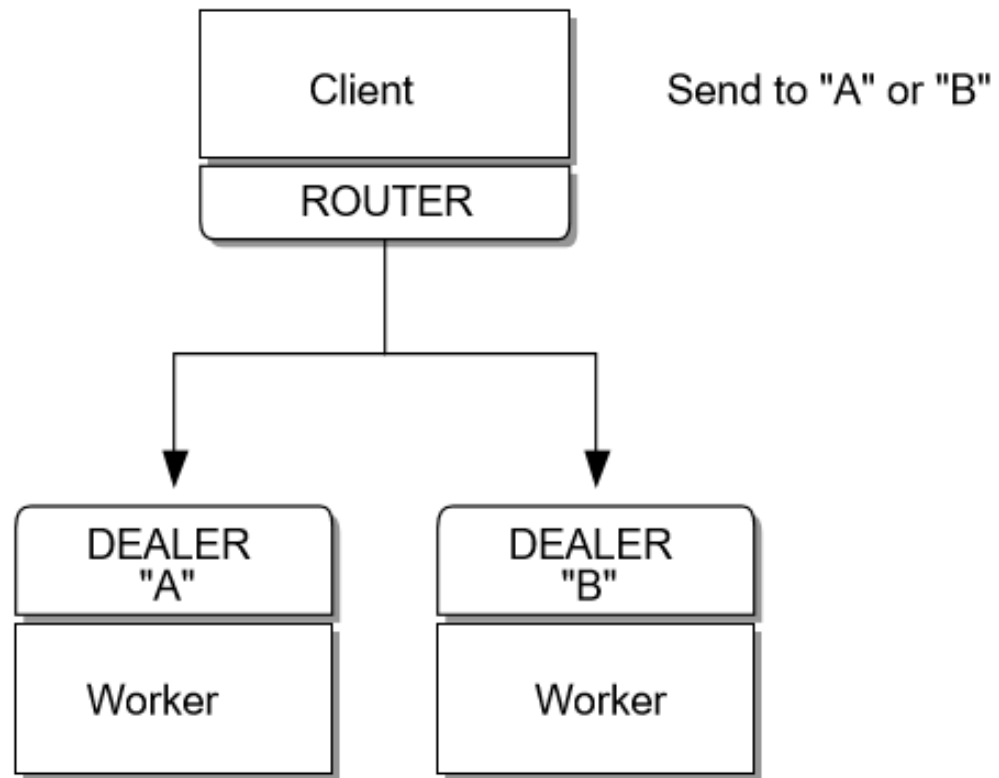 Client
Send to "A" or "B"
ROUTER
DEALER
"A"
DEALER
"B"
Worker
Worker